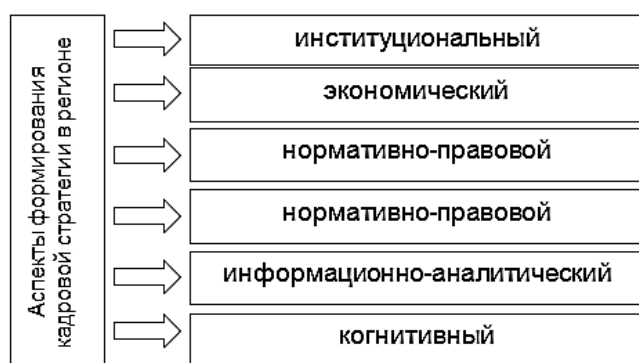 Аспекты формирования
кадровой стратегии в регионе
институциональный
экономический
нормативно-правовой
нормативно-правовой
информационно-аналитический
когнитивный